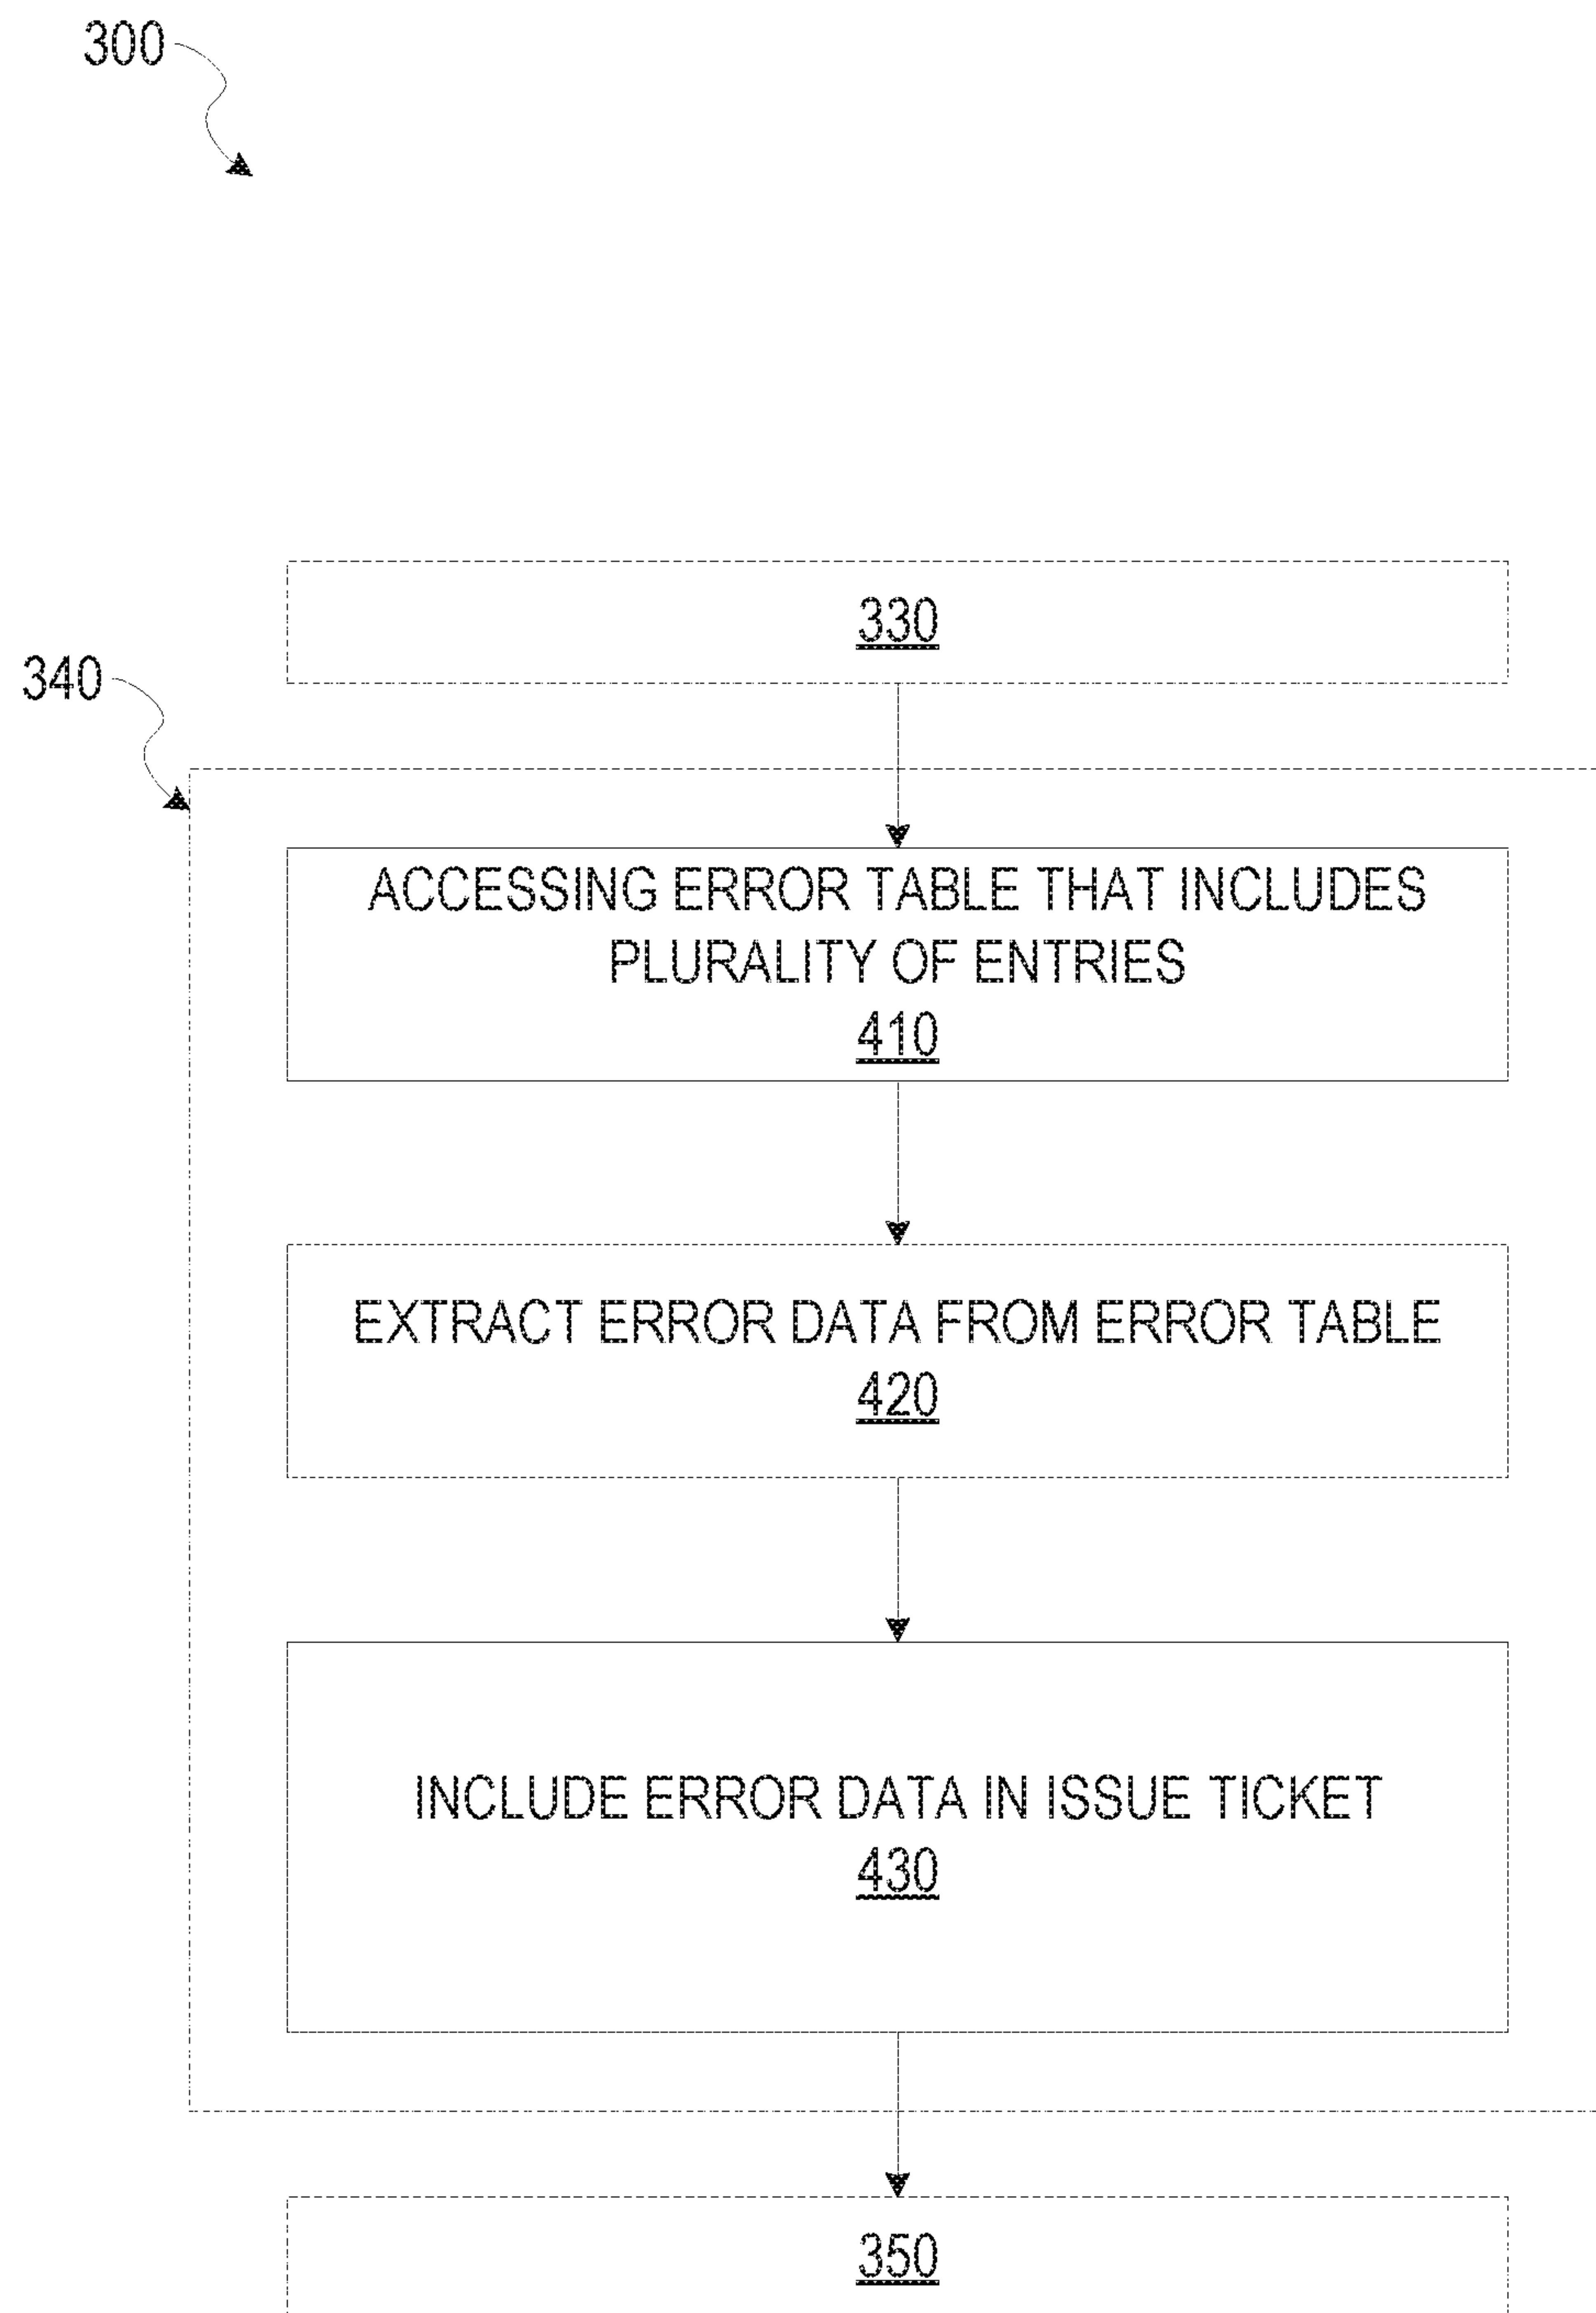 300
330
340
ACCESSING ERROR TABLE THAT INCLUDES
PLURALITY OF ENTRIES
410
EXTRACT ERROR DATA FROM ERROR TABLE
420
INCLUDE ERROR DATA IN ISSUE TICKET
430
350